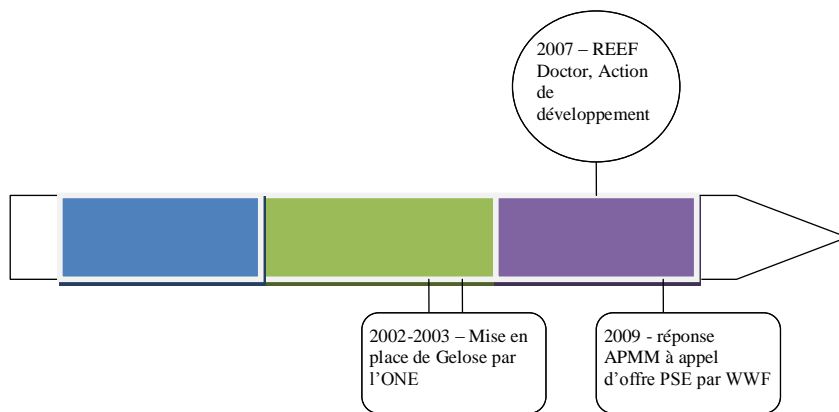 2007 – REEF
Doctor, Action
de
développement
2002-2003 – Mise en
place de Gelose par
l’ONE
2009 - réponse
APMM à appel
d’offre PSE par WWF